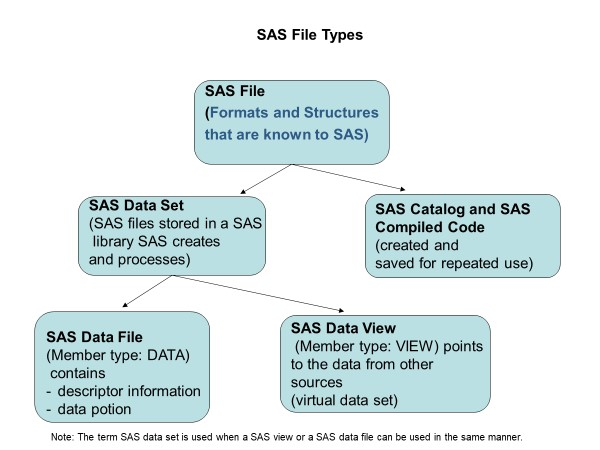 SAS File Types
SAS File
(Formats and Structures
that are known to SAS)
SAS Data Set
(SAS files stored in a SAS
library SAS creates
and processes)
SAS Catalog and SAS
Compiled Code
(created and
saved for repeated use)
SAS Data File
(Member type: DATA)
contains
- descriptor information
- data potion
SAS Data View
(Member type: VIEW) points
to the data from other
sources
(virtual data set)
Note: The term SAS data set is used when a SAS view or a SAS data file can be used in the same manner.